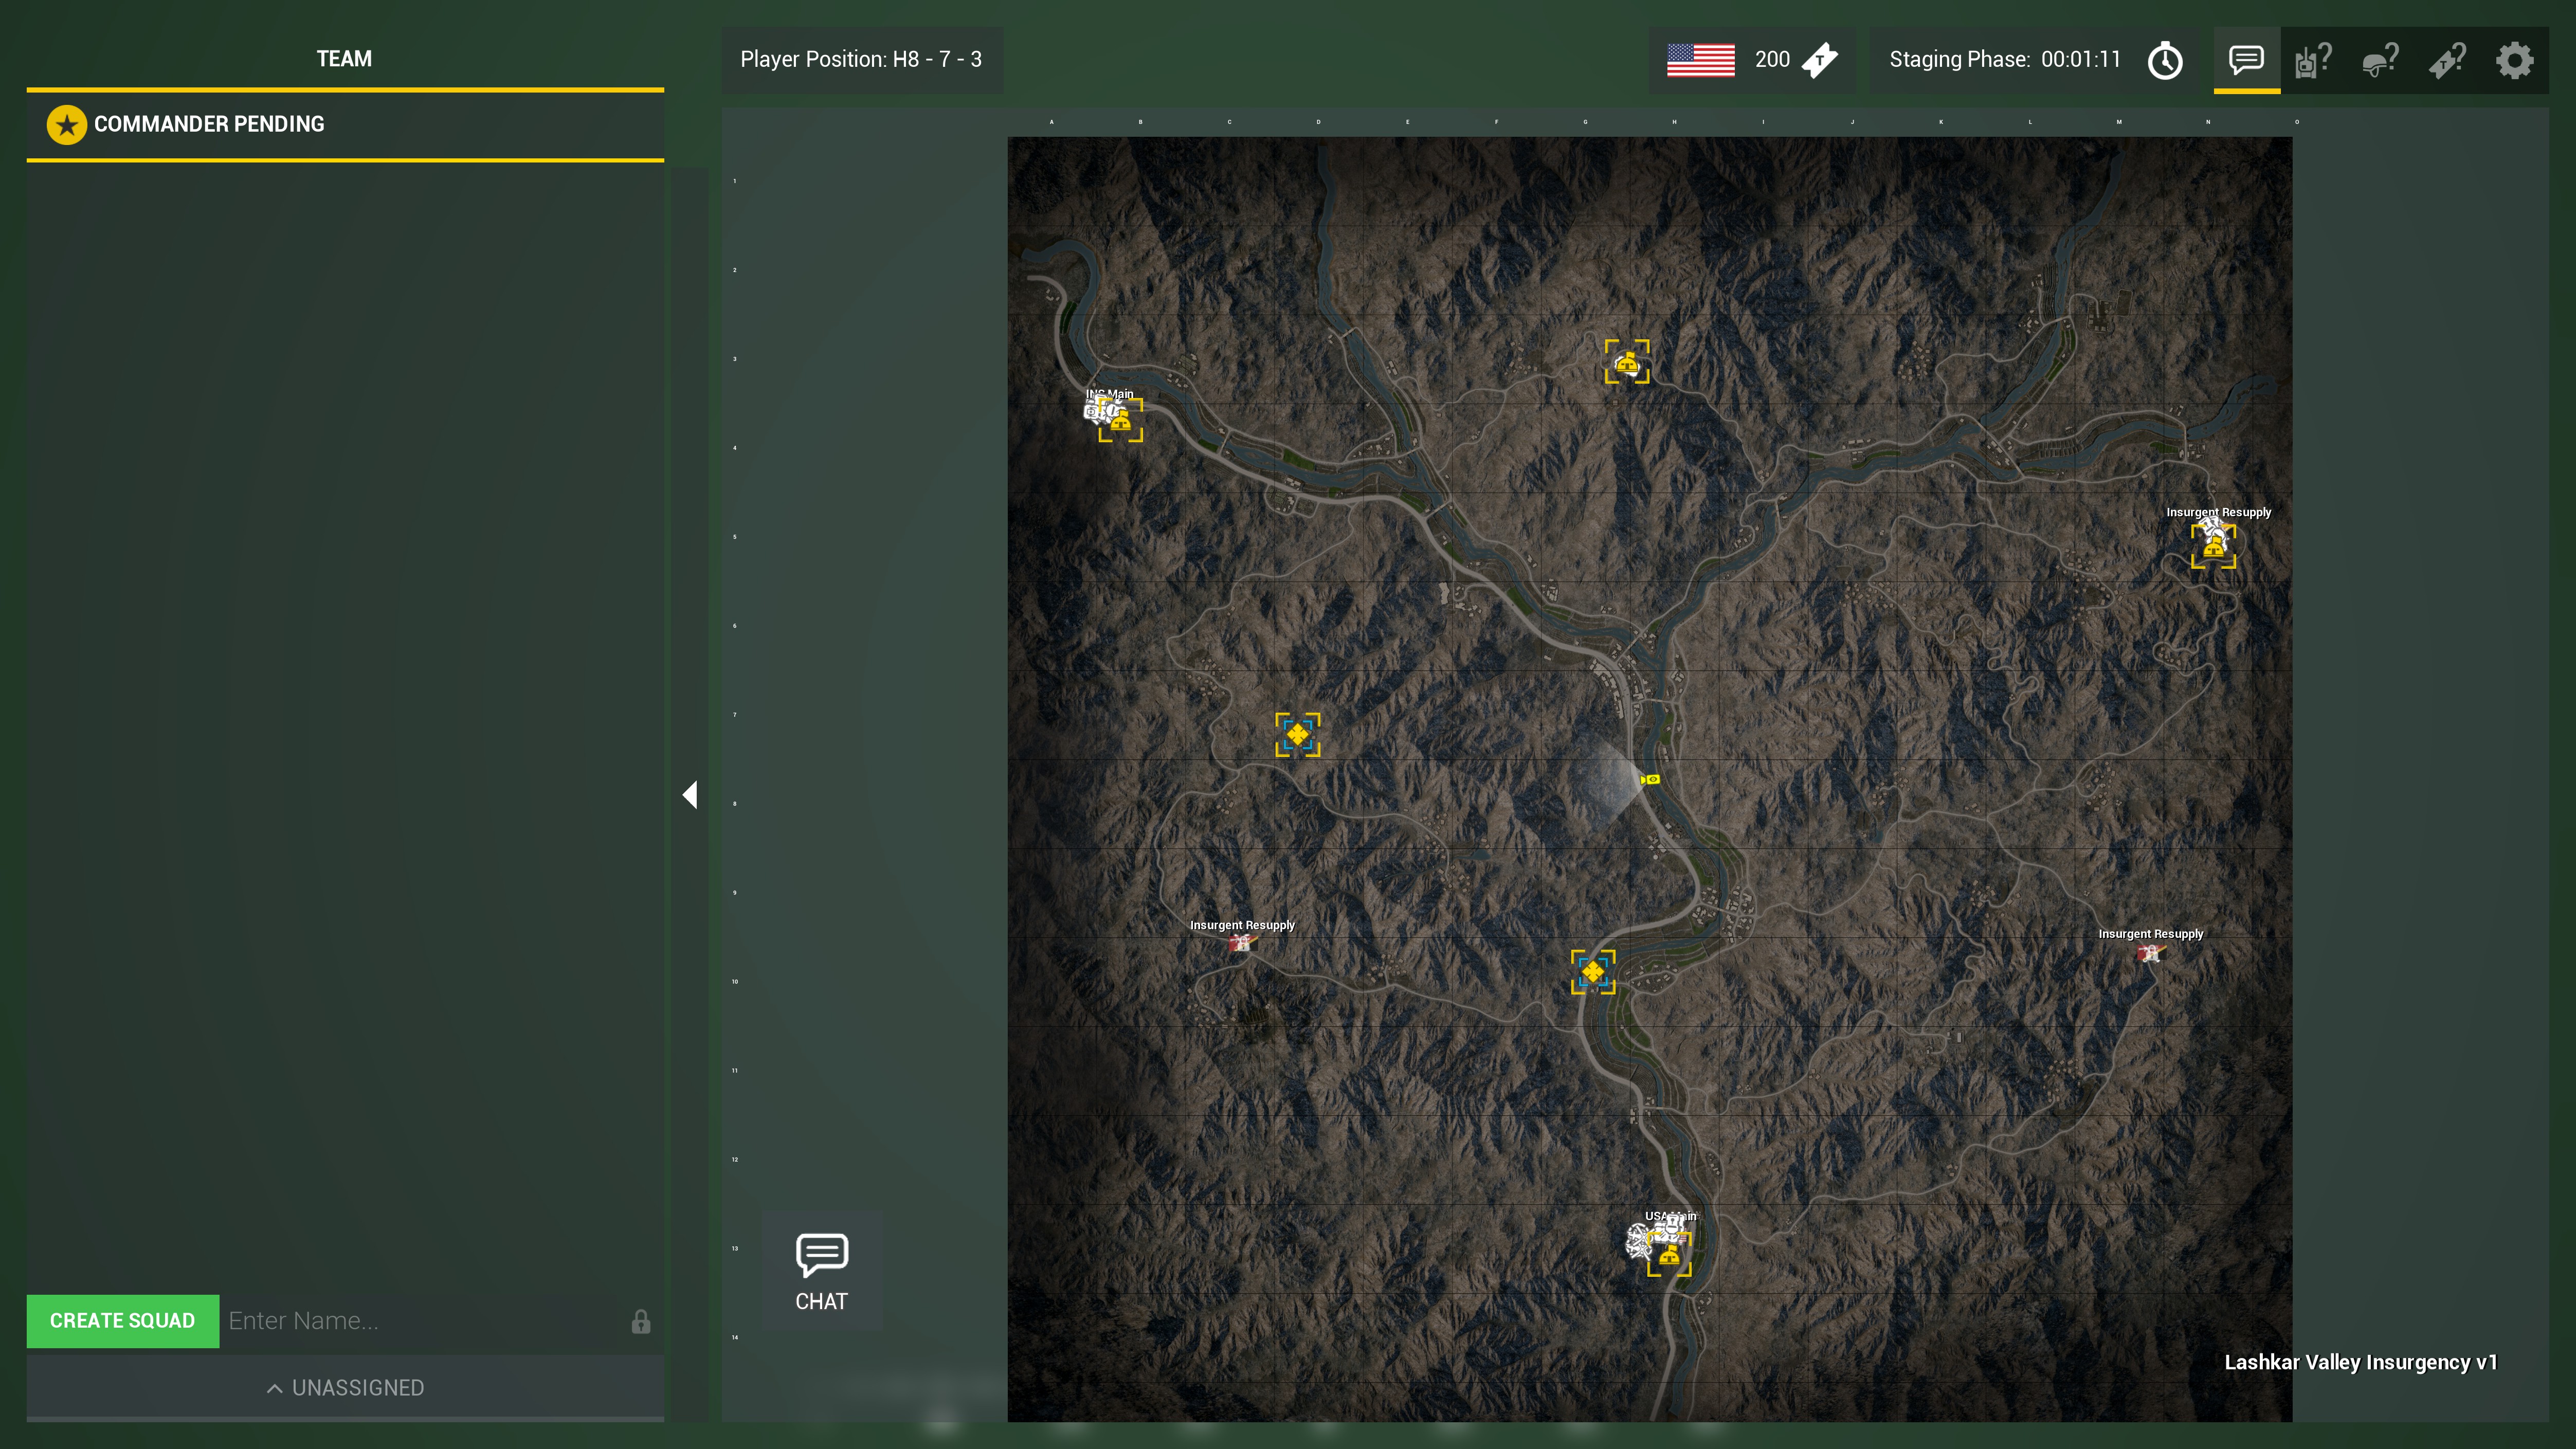 TEAM
Player Position: H8 - 7 - 3
200
T
Staging Phase: 00:01:11
COMMANDER PENDING
A B C D E F G H I J K L M N O
1
2
3
INS Main
4
Insurgent Resupply
5
6
7
8
9
Insurgent Resupply
Insurgent Resupply
10
11
12
USA Main
13
CHAT
CREATE SQUAD
Enter Name...
14
Lashkar Valley Insurgency v1
UNASSIGNED